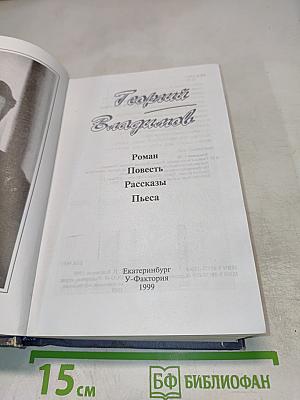 Георгий
Владимов
Роман
Повесть
Рассказы
Пьеса
Екатеринбург
У-Фактория
1999
15 см
БФ БИБЛИОФАН